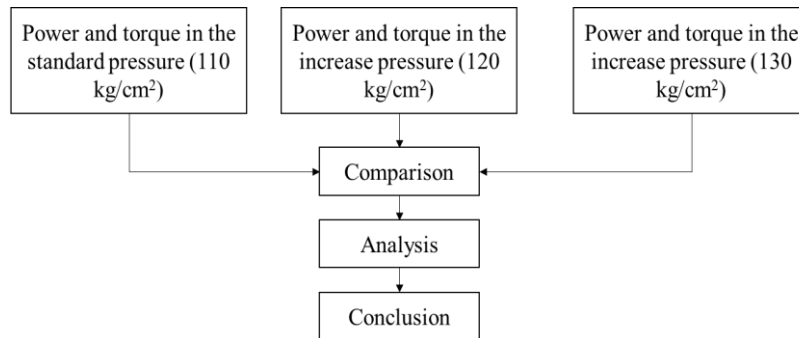 Power and torque in the
standard pressure (110
kg/cm²)
Power and torque in the
increase pressure (120
kg/cm²)
Power and torque in the
increase pressure (130
kg/cm²)
Comparison
Analysis
Conclusion